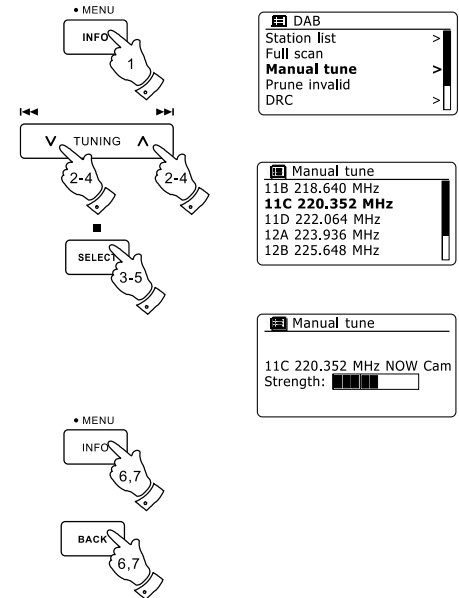 • MENU
INFO
1
V TUNING Λ
2-4
2-4
SELECT
3-5
• MENU
INFO
6,7
BACK
6,7
DAB
Station list >
Full scan
Manual tune >
Prune invalid
DRC >
Manual tune
11B 218.640 MHz
11C 220.352 MHz
11D 222.064 MHz
12A 223.936 MHz
12B 225.648 MHz
Manual tune
11C 220.352 MHz NOW Cam
Strength: